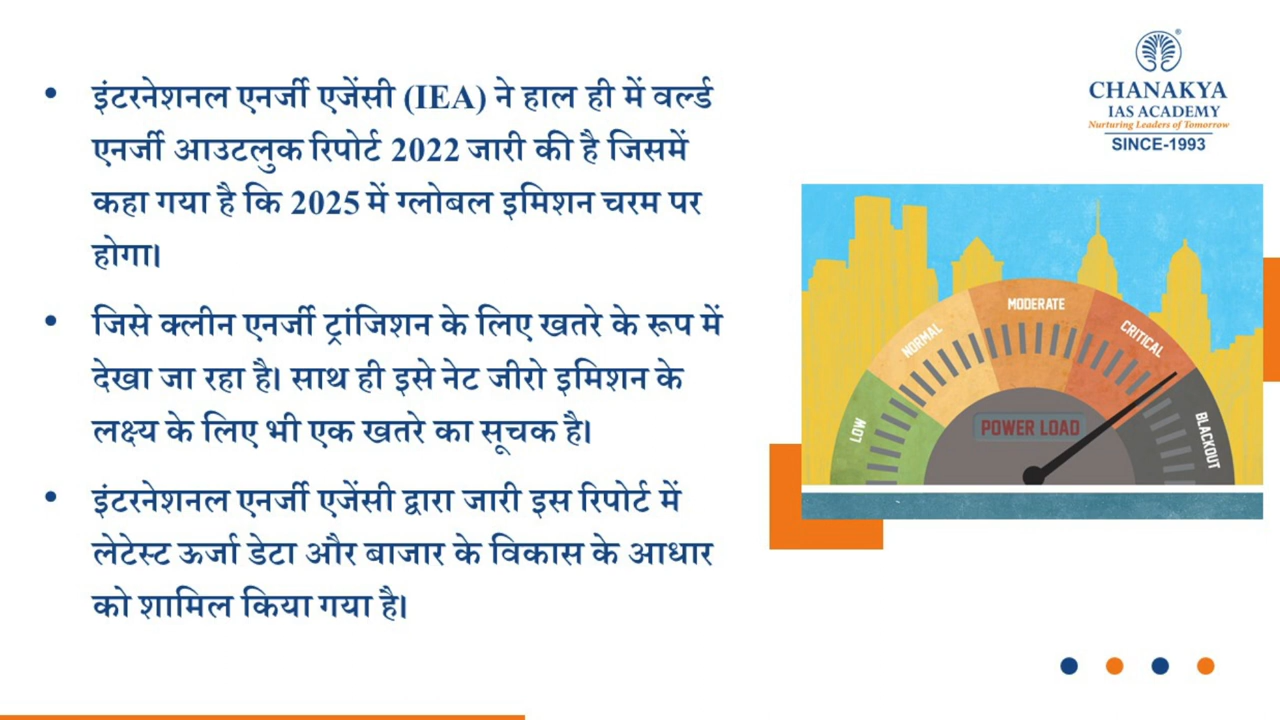 • इंटरनेशनल एनर्जी एजेंसी (IEA) ने हाल ही में वर्ल्ड
एनर्जी आउटलुक रिपोर्ट 2022 जारी की है जिसमें
कहा गया है कि 2025 में ग्लोबल इमिशन चरम पर
होगा।
• जिसे क्लीन एनर्जी ट्रांजिशन के लिए खतरे के रूप में
देखा जा रहा है। साथ ही इसे नेट जीरो इमिशन के
लक्ष्य के लिए भी एक खतरे का सूचक है।
• इंटरनेशनल एनर्जी एजेंसी द्वारा जारी इस रिपोर्ट में
लेटेस्ट ऊर्जा डेटा और बाजार के विकास के आधार
को शामिल किया गया है।
®
CHANAKYA
IAS ACADEMY
Nurturing Leaders of Tomorrow
SINCE-1993
LOW
NORMAL
MODERATE
CRITICAL
BLACKOUT
POWER LOAD